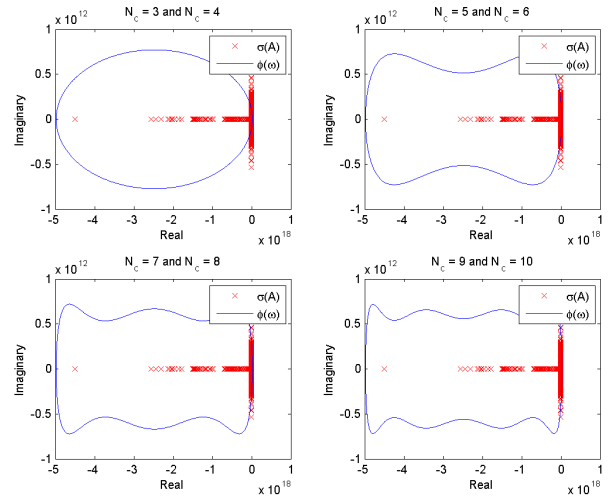 N_c = 3 and N_c = 4
x 10^12
1
0.5
0
-0.5
-1
Imaginary
σ(A)
ϕ(ω)
-5 -4 -3 -2 -1 0 1
Real
x 10^18
N_c = 5 and N_c = 6
x 10^12
1
0.5
0
-0.5
-1
Imaginary
σ(A)
ϕ(ω)
-5 -4 -3 -2 -1 0 1
Real
x 10^18
N_c = 7 and N_c = 8
x 10^12
1
0.5
0
-0.5
-1
Imaginary
σ(A)
ϕ(ω)
-5 -4 -3 -2 -1 0 1
Real
x 10^18
N_c = 9 and N_c = 10
x 10^12
1
0.5
0
-0.5
-1
Imaginary
σ(A)
ϕ(ω)
-5 -4 -3 -2 -1 0 1
Real
x 10^18